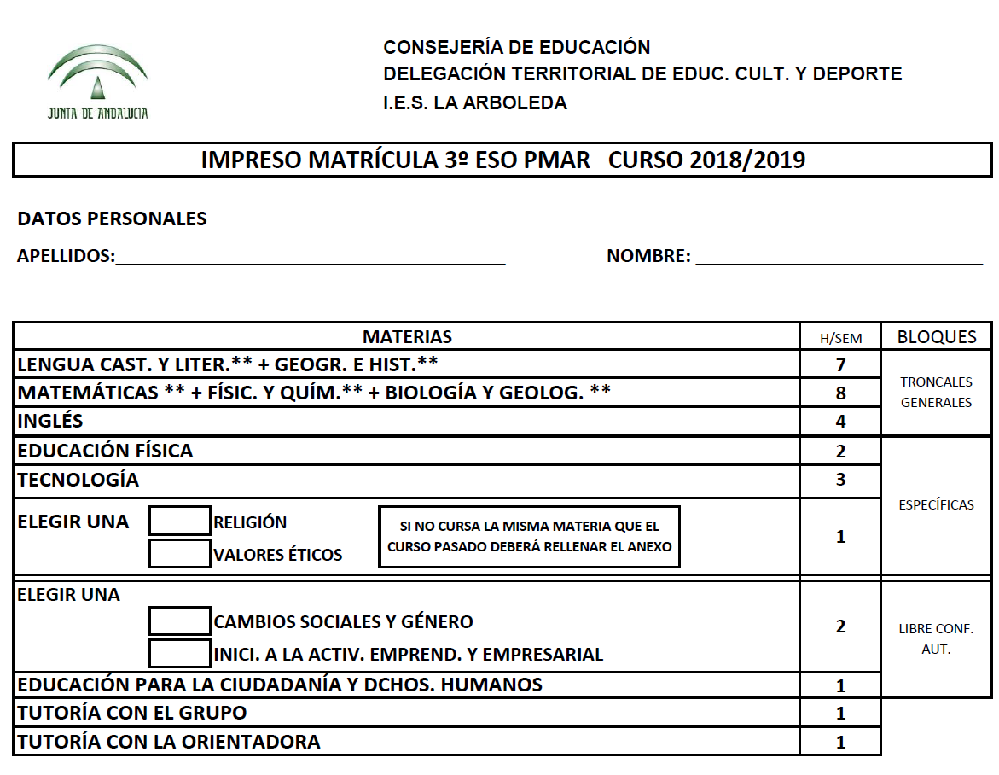 JUNTA DE ANDALUCIA
CONSEJERÍA DE EDUCACIÓN
DELEGACIÓN TERRITORIAL DE EDUC. CULT. Y DEPORTE
I.E.S. LA ARBOLEDA
IMPRESO MATRÍCULA 3º ESO PMAR CURSO 2018/2019
DATOS PERSONALES
APELLIDOS:______________________________________ NOMBRE: ____________________________
MATERIAS H/SEM BLOQUES
LENGUA CAST. Y LITER.** + GEOGR. E HIST.** 7
MATEMÁTICAS ** + FÍSIC. Y QUÍM.** + BIOLOGÍA Y GEOLOG. ** 8
INGLÉS 4
TRONCALES
GENERALES
EDUCACIÓN FÍSICA 2
TECNOLOGÍA 3
ELEGIR UNA RELIGIÓN
VALORES ÉTICOS
SI NO CURSA LA MISMA MATERIA QUE EL
CURSO PASADO DEBERÁ RELLENAR EL ANEXO
1
ESPECÍFICAS
ELEGIR UNA
CAMBIOS SOCIALES Y GÉNERO
INICI. A LA ACTIV. EMPREND. Y EMPRESARIAL
2
LIBRE CONF.
AUT.
EDUCACIÓN PARA LA CIUDADANÍA Y DCHOS. HUMANOS 1
TUTORÍA CON EL GRUPO 1
TUTORÍA CON LA ORIENTADORA 1